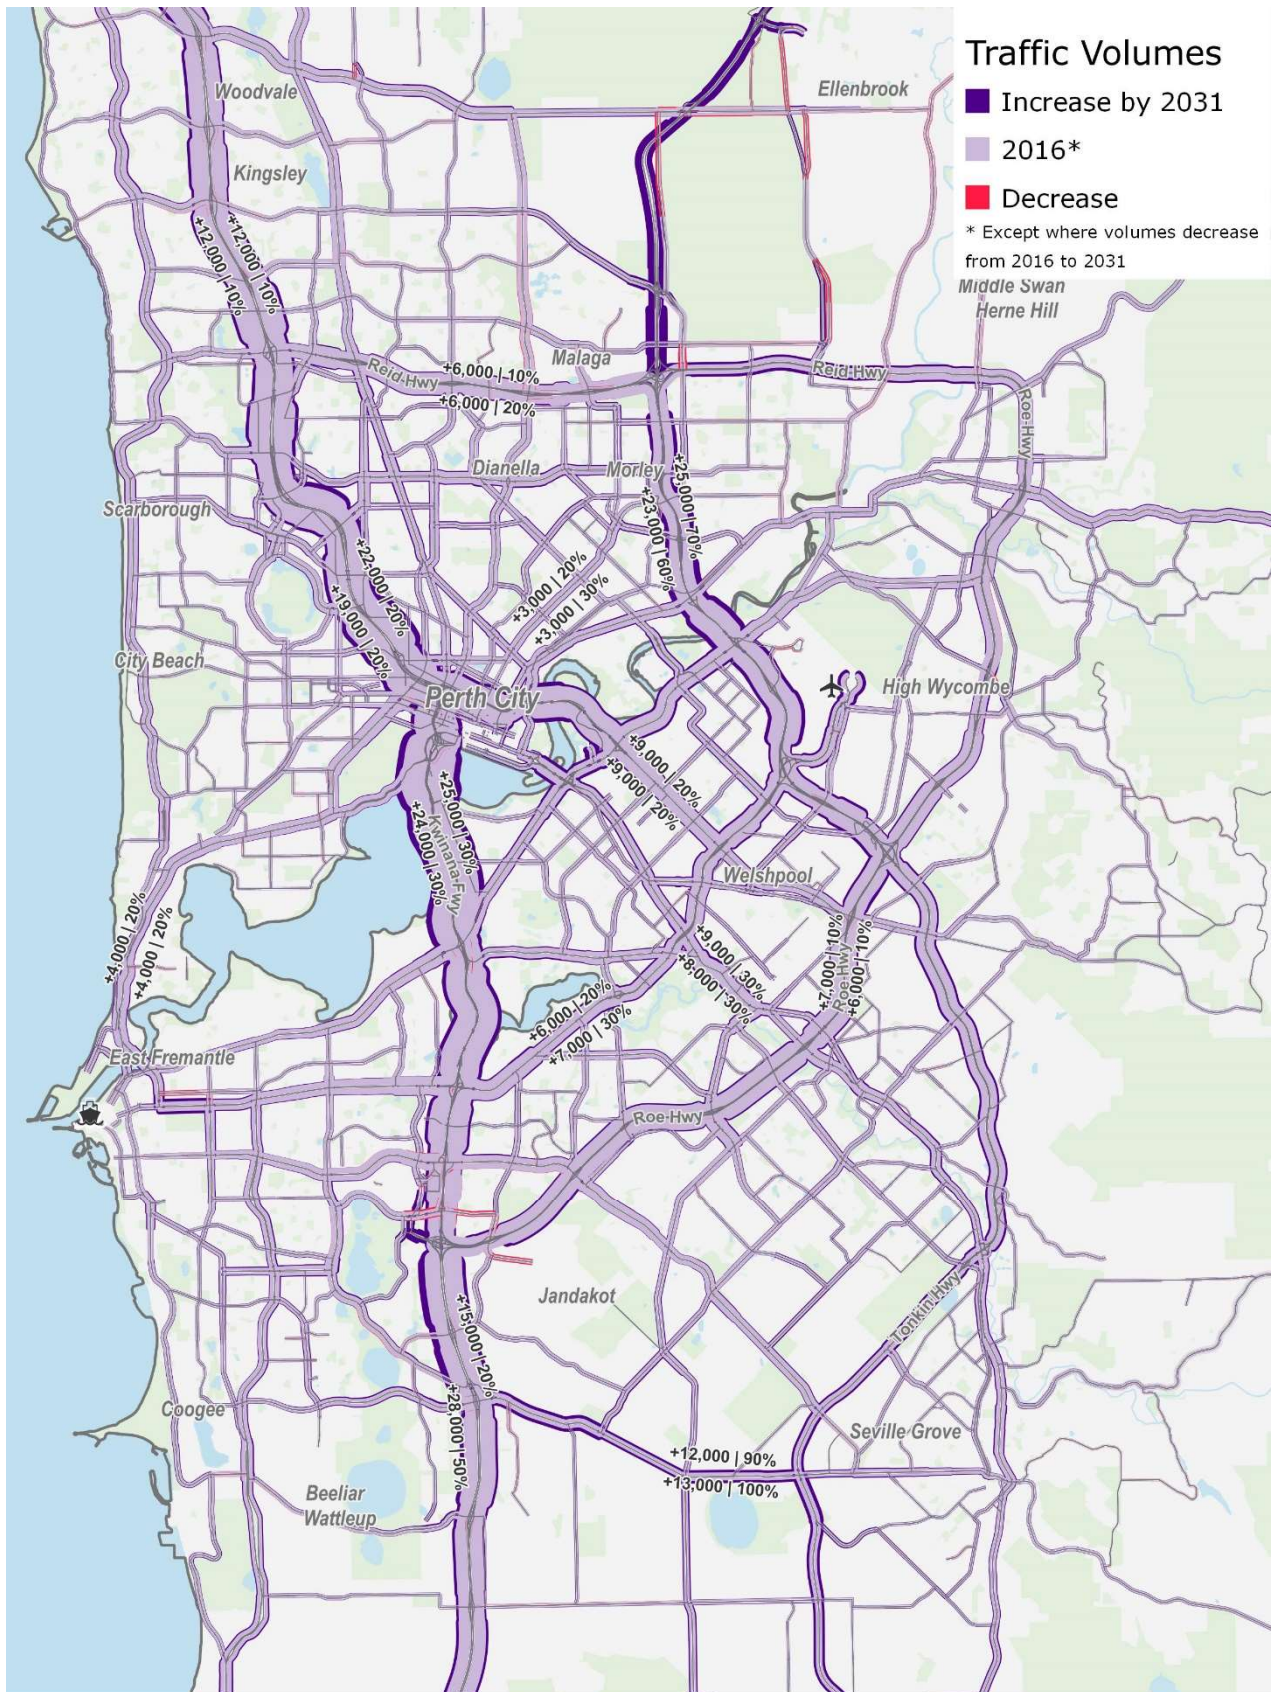 Traffic Volumes
Increase by 2031
2016*
Decrease
* Except where volumes decrease
from 2016 to 2031
Woodvale
Ellenbrook
Kingsley
+12,000 | 10%
+12,000 | 10%
Middle Swan
Herne Hill
Malaga
Reid Hwy
+6,000 | 10%
+6,000 | 20%
Reid Hwy
Roe Hwy
Dianella
Morley
+25,000 | 70%
+23,000 | 60%
Scarborough
+22,000 | 20%
+19,000 | 20%
+3,000 | 20%
+3,000 | 30%
City Beach
Perth City
High Wycombe
+9,000 | 20%
+9,000 | 20%
+25,000 | 30%
Kwinana Fwy
+24,000 | 30%
Welshpool
+4,000 | 20%
+4,000 | 20%
+9,000 | 30%
+8,000 | 30%
+7,000 | 10%
Roe Hwy
+6,000 | 10%
+6,000 | 20%
+7,000 | 30%
East Fremantle
Roe Hwy
Jandakot
Tonkin Hwy
+15,000 | 20%
+28,000 | 50%
Coogee
Seville Grove
+12,000 | 90%
+13,000 | 100%
Beeliar
Wattleup